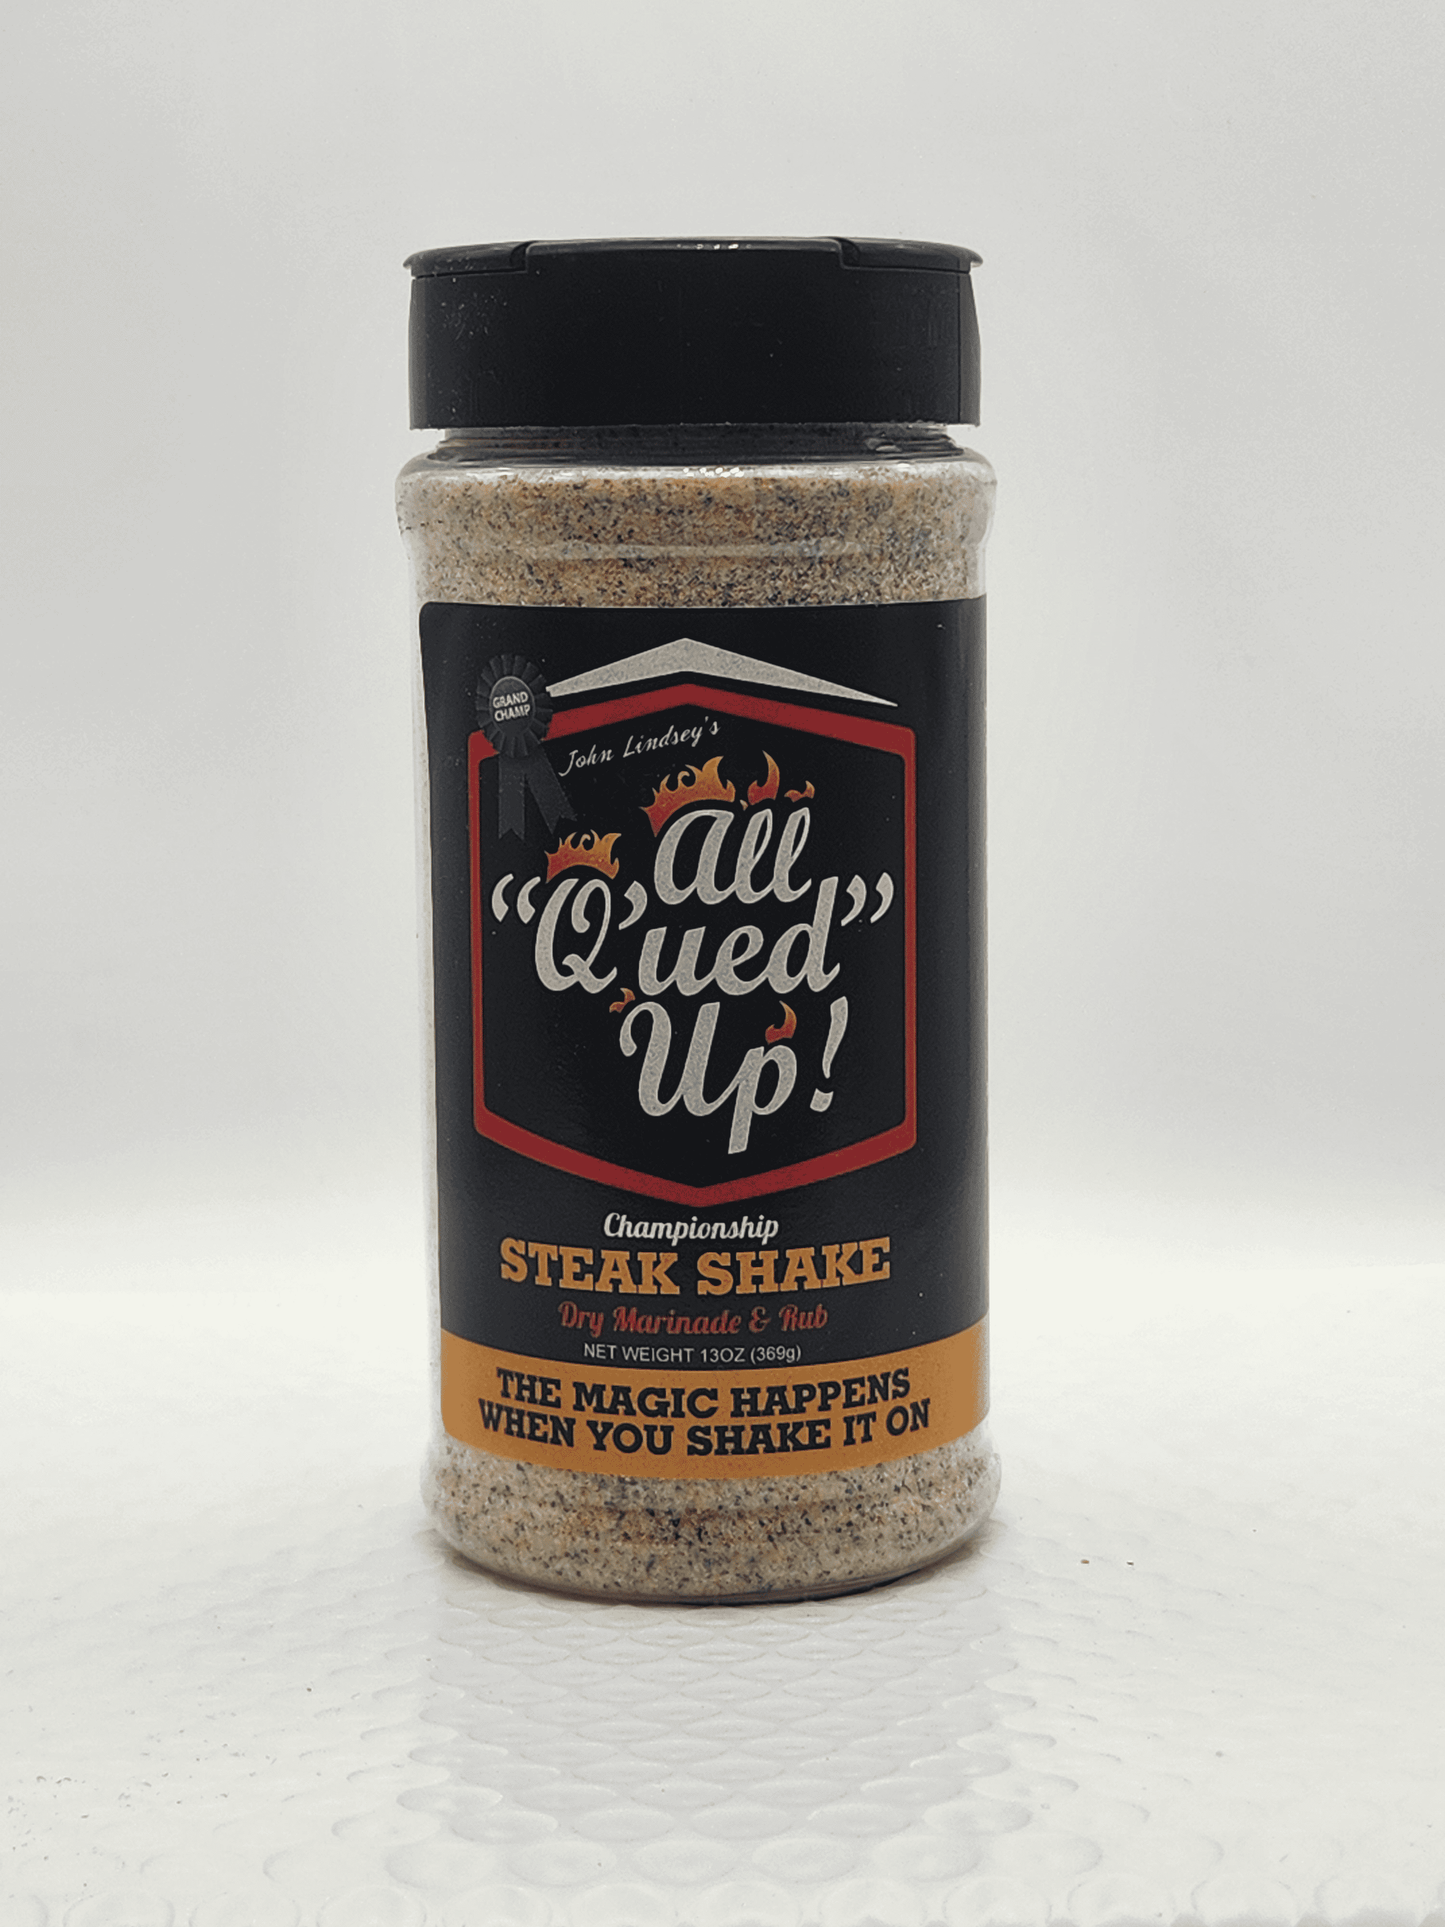 GRAND
CHAMP
John Lindsey's
All
"Q'ued"
Up!
Championship
STEAK SHAKE
Dry Marinade & Rub
NET WEIGHT 13OZ (369g)
THE MAGIC HAPPENS
WHEN YOU SHAKE IT ON